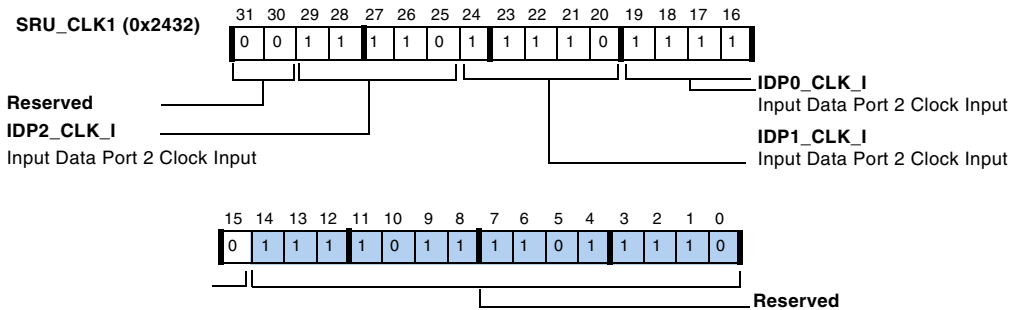 SRU_CLK1 (0x2432)
31 30 29 28 27 26 25 24 23 22 21 20 19 18 17 16
0 0 1 1 1 1 0 1 1 1 1 0 1 1 1 1
Reserved
IDP2_CLK_I
Input Data Port 2 Clock Input
IDP0_CLK_I
Input Data Port 2 Clock Input
IDP1_CLK_I
Input Data Port 2 Clock Input
15 14 13 12 11 10 9 8 7 6 5 4 3 2 1 0
0 1 1 1 1 0 1 1 1 1 0 1 1 1 1 0
Reserved